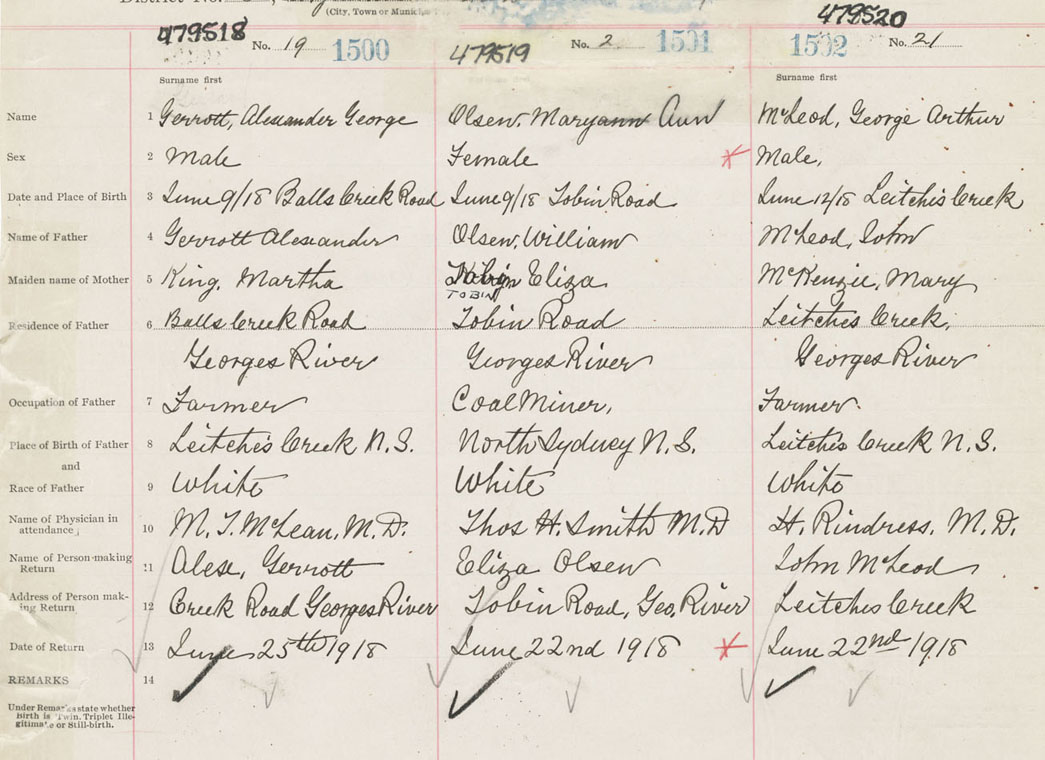 District No.
(City, Town or Munic
479518 No. 19 1500
479519 No. 2 1501
479520 1502 No. 21
Surname first Surname first
Name 1 Gerrott, Alexander George Olsen, Maryann Ann McLeod, George Arthur
Sex 2 Male Female Male,
Date and Place of Birth 3 June 9/18 Balls Creek Road June 9/18 Tobin Road June 12/18 Leitches Creek
Name of Father 4 Gerrott Alexander Olsen, William McLeod, John
Maiden name of Mother 5 King, Martha Eliza McKenzie, Mary
TOBIN
Residence of Father 6 Balls Creek Road Tobin Road Leitches Creek,
Georges River Georges River Georges River
Occupation of Father 7 Farmer Coal Miner, Farmer.
Place of Birth of Father 8 Leitches Creek N.S. North Sydney N.S. Leitches Creek N.S.
and
Race of Father 9 White White White
Name of Physician in 10 M. T. McLean, M.D. Thos H. Smith M.D H. Rindress, M.D.
attendance
Name of Person making 11 Alex, Gerrott Eliza Olsen John McLeod
Return
Address of Person mak- 12 Creek Road Georges River Tobin Road, Geo, River Leitches Creek
ing Return
Date of Return 13 June 25th 1918 June 22nd 1918 June 22nd 1918
REMARKS 14
Under Remarks state whether
Birth is Twin, Triplet Ille-
gitimate or Still-birth.